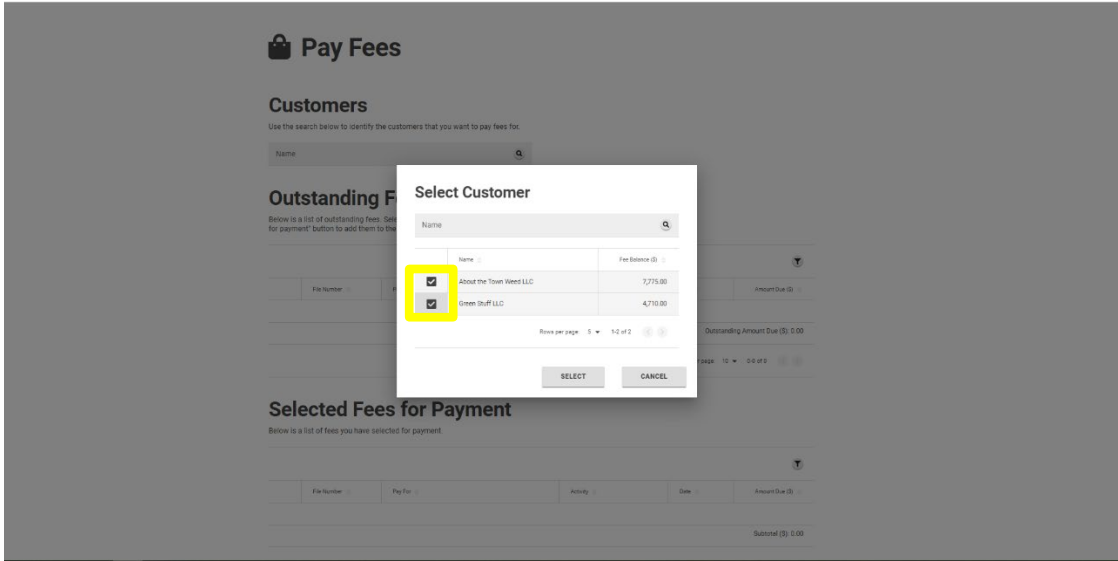 Pay Fees
Customers
Use the search below to identify the customers that you want to pay fees for.
Name
Outstanding F
Below is a list of outstanding fees. Sele
for payment" button to add them to the
File Number
Amount Due ($)
Outstanding Amount Due ($): 0.00
page 10 0-0 of 0
Select Customer
Name
Name Fee Balance ($)
About the Town Weed LLC 7,775.00
Green Stuff LLC 4,710.00
Rows per page 5 1-2 of 2
SELECT CANCEL
Selected Fees for Payment
Below is a list of fees you have selected for payment.
File Number Pay For Activity Date Amount Due ($)
Subtotal ($): 0.00